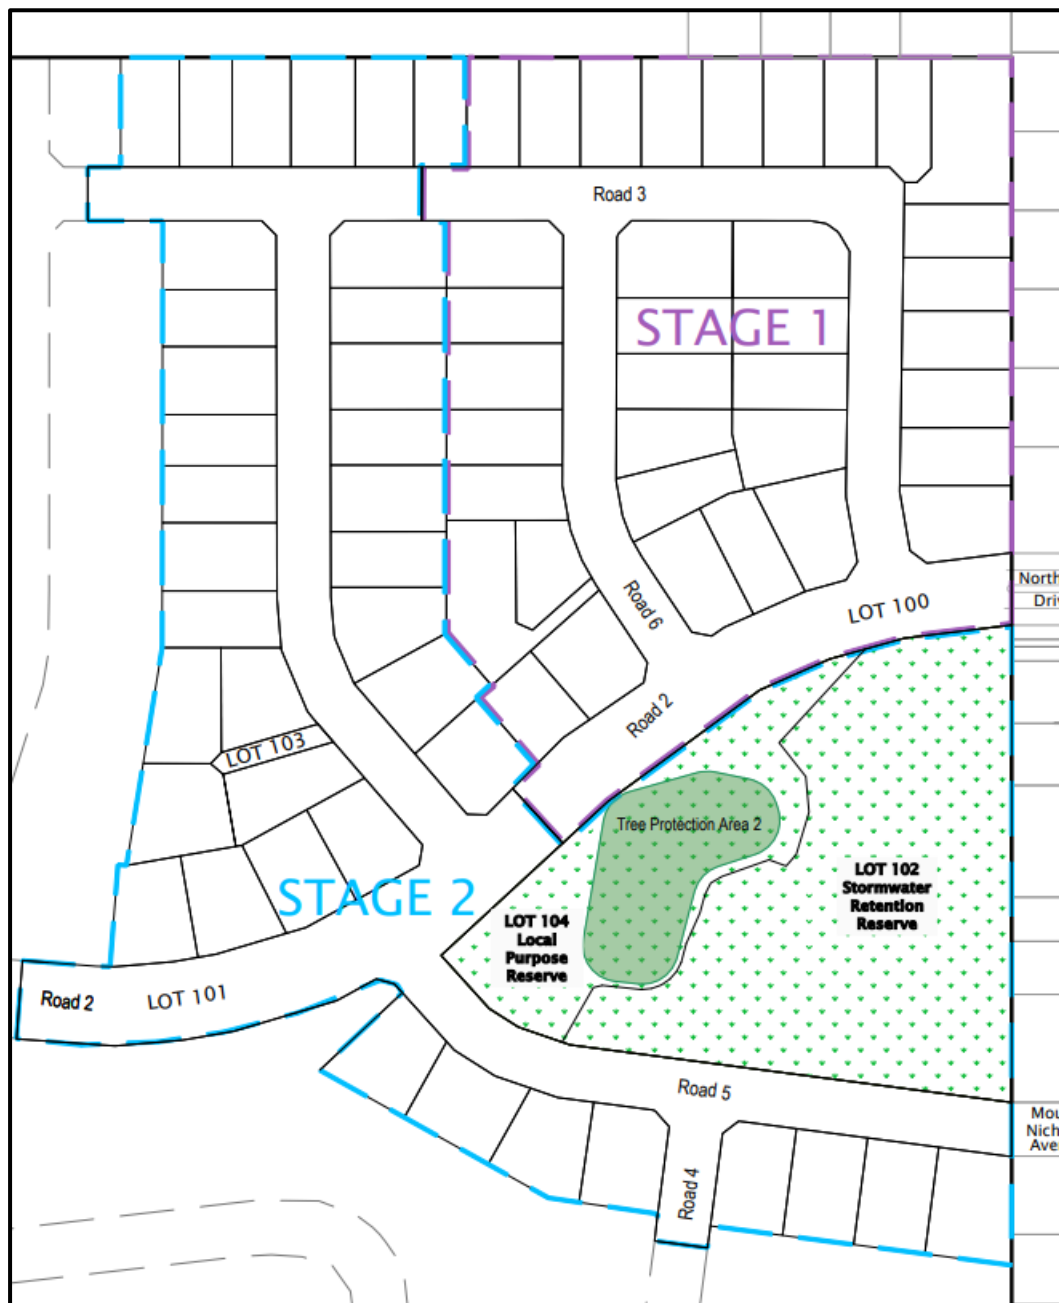 Road 3
STAGE 1
North
Driv
LOT 100
Road 6
Road 2
LOT 103
Tree Protection Area 2
LOT 102
Stormwater
Retention
Reserve
STAGE 2
LOT 104
Local
Purpose
Reserve
Road 2
LOT 101
Road 5
Mou
Nich
Aven
Road 4